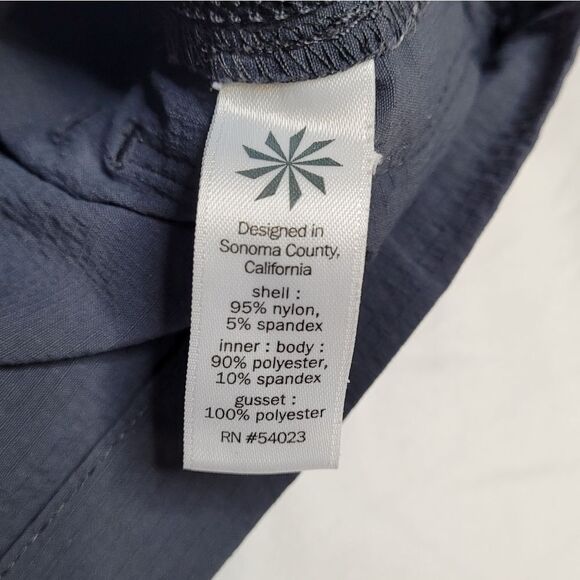 Designed in
Sonoma County,
California
shell :
95% nylon,
5% spandex
inner : body :
90% polyester,
10% spandex
gusset :
100% polyester
RN #54023